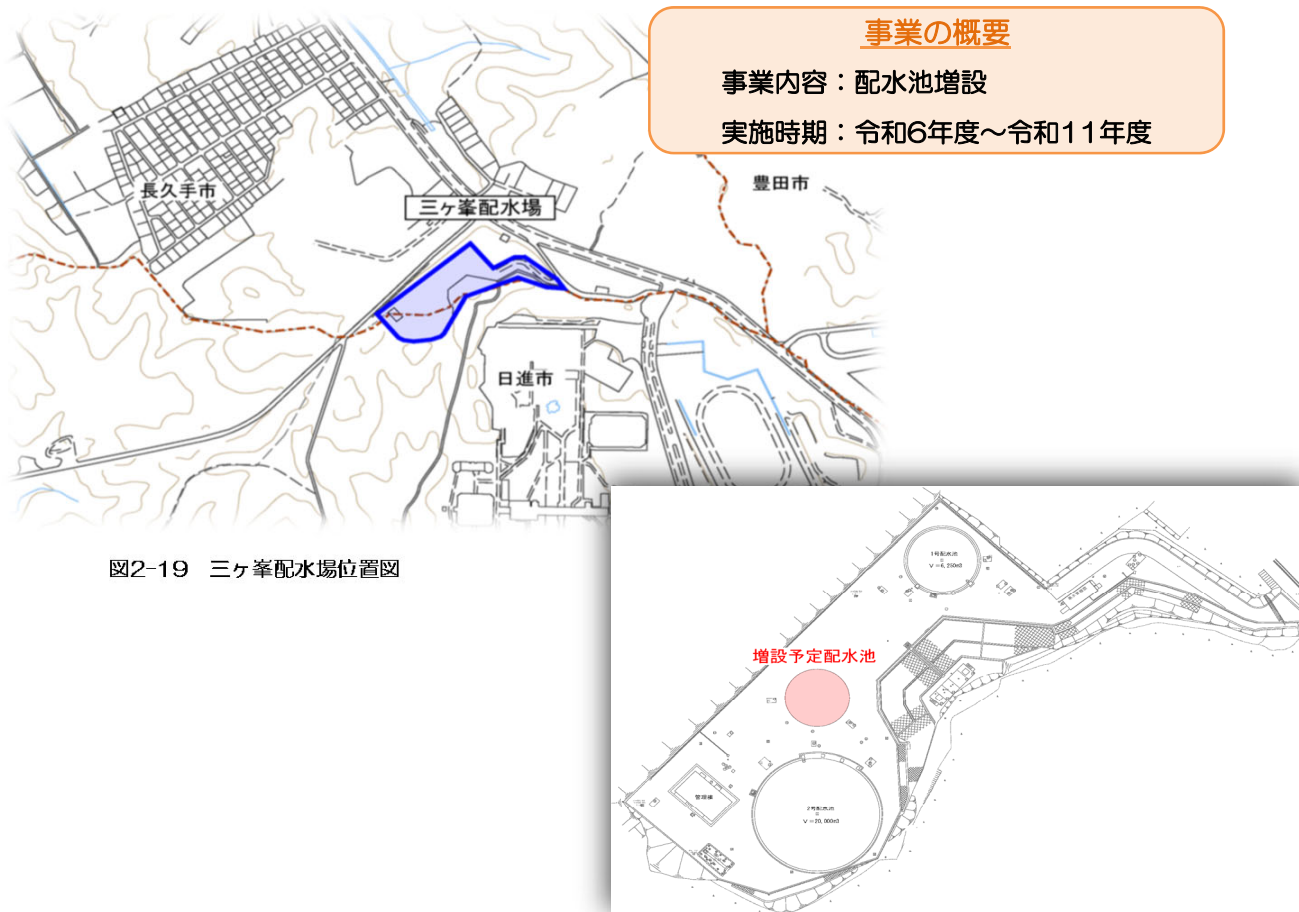 事業の概要
事業内容：配水池増設
実施時期：令和6年度～令和11年度
長久手市
豊田市
三ヶ峯配水場
日進市
図2-19　三ヶ峯配水場位置図
1号配水池
V＝6,250m3
増設予定配水池
管理棟
2号配水池
V＝20,000m3